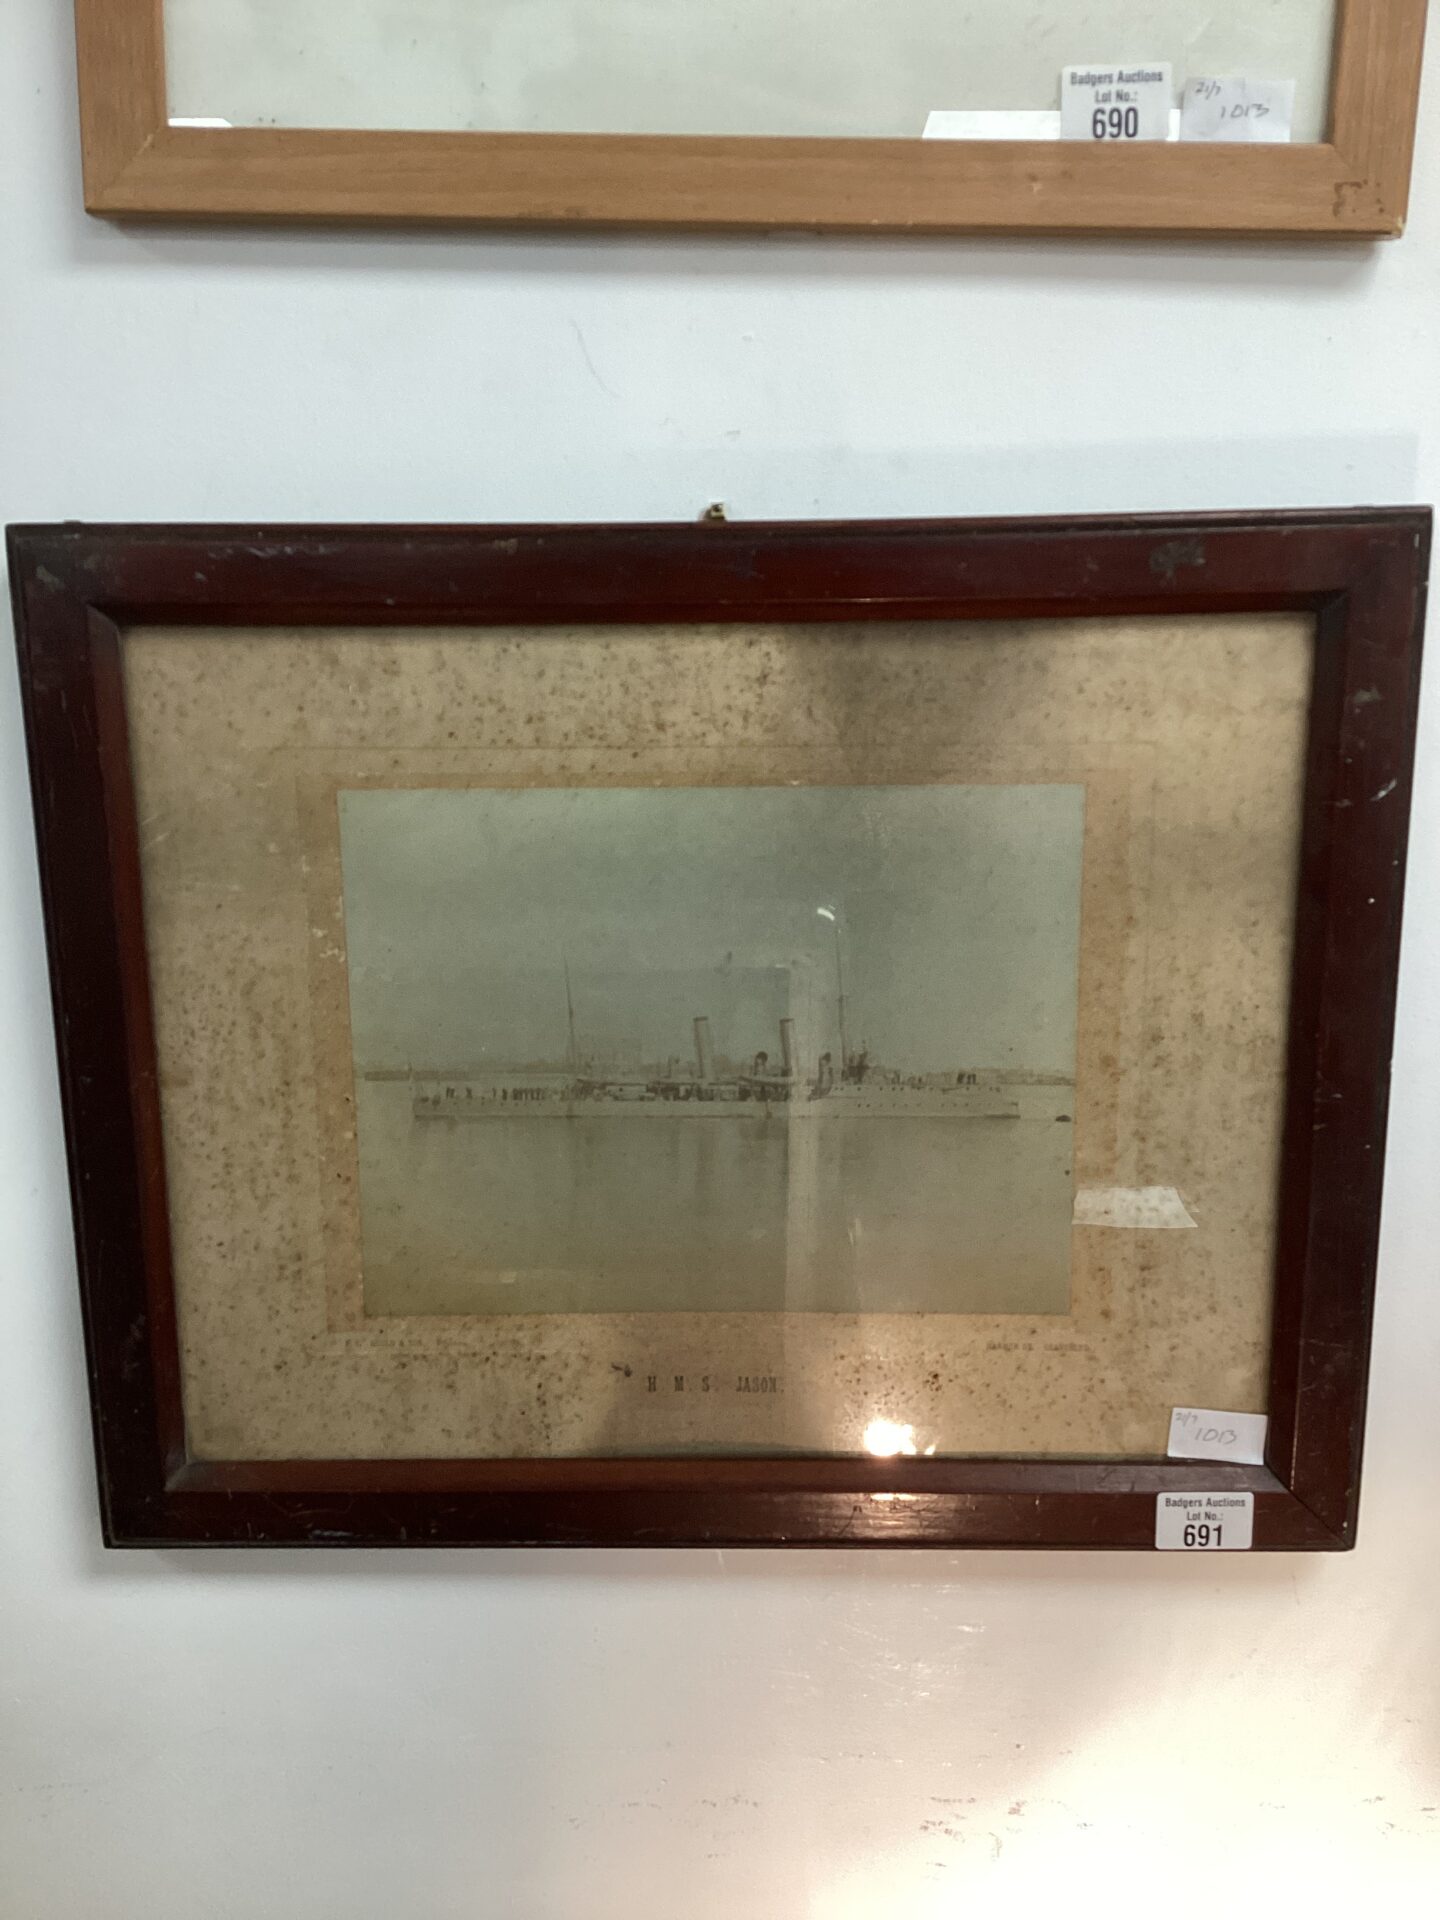 Badgers Auctions
Lot No.:
690
21/7
1013
H. M. S. JASON.
21/7
1013
Badgers Auctions
Lot No.:
691